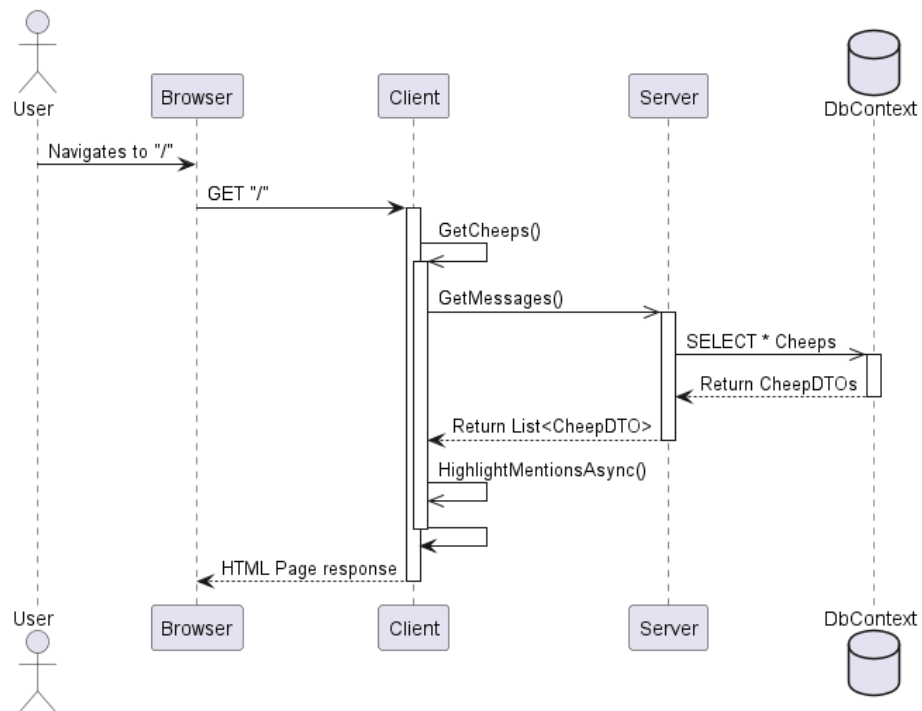 User
Browser
Client
Server
DbContext
Navigates to "/"
GET "/"
GetCheeps()
GetMessages()
SELECT * Cheeps
Return CheepDTOs
Return List<CheepDTO>
HighlightMentionsAsync()
HTML Page response
User
Browser
Client
Server
DbContext